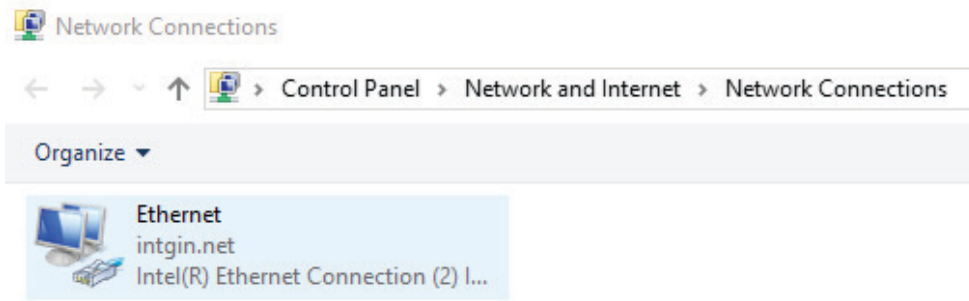 Network Connections
Control Panel > Network and Internet > Network Connections
Organize
Ethernet
intgin.net
Intel(R) Ethernet Connection (2) I...